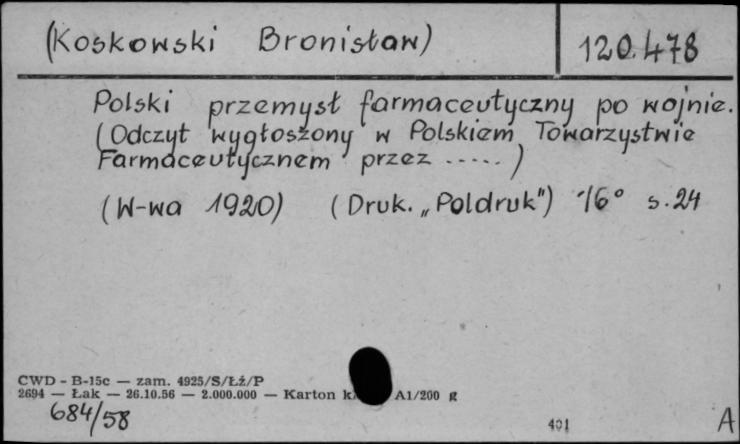 (Koskowski Bronisław) 120.478
Polski przemysł farmaceutyczny po wojnie.
(Odczyt wygłoszony w Polskiem Towarzystwie
Farmaceutycznem przez .....)
(W-wa 1920) (Druk. „Poldruk") 16° s. 24
CWD - B-15c — zam. 4925/S/Łź/P
2694 — Łak — 26.10.56 — 2.000.000 — Karton A1/200 g
684/58
401 A